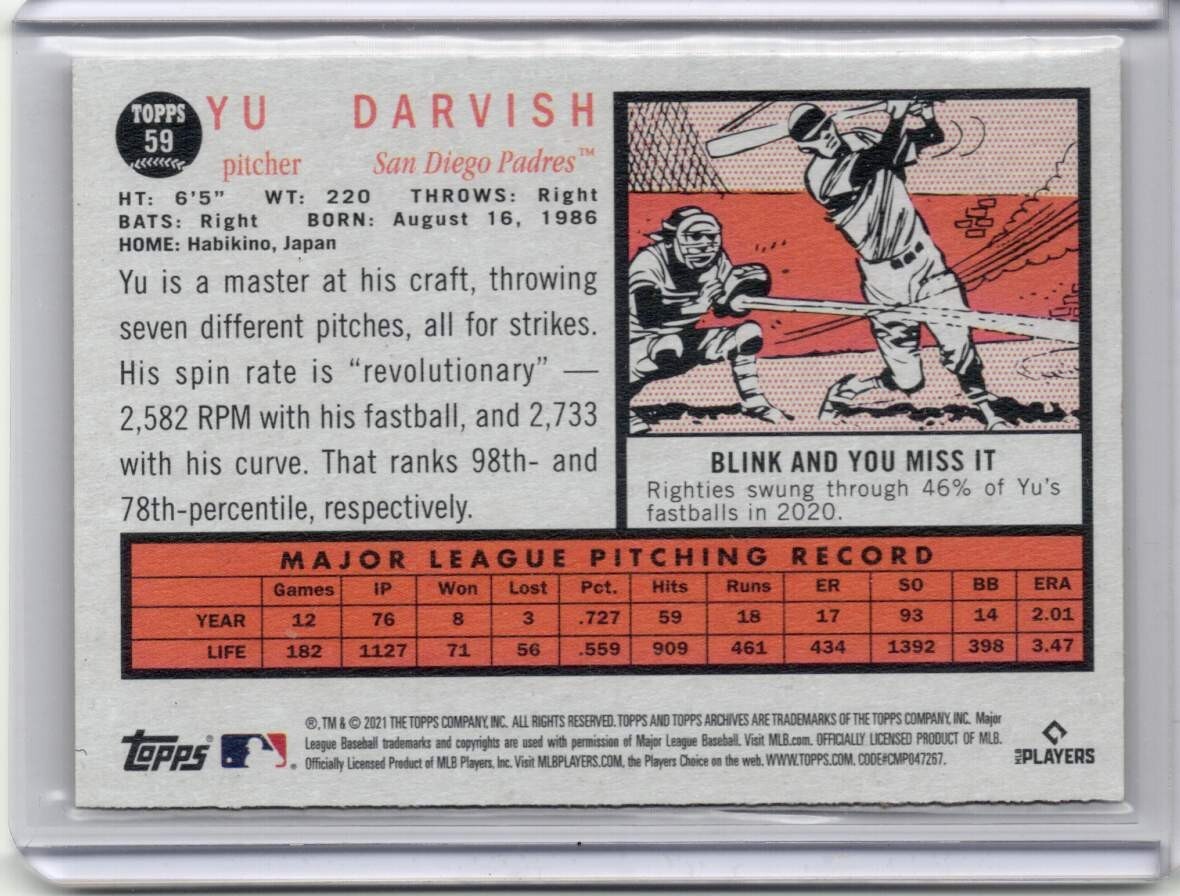 TOPPS
59
YU DARVISH
pitcher San Diego Padres™
HT: 6'5" WT: 220 THROWS: Right
BATS: Right BORN: August 16, 1986
HOME: Habikino, Japan
Yu is a master at his craft, throwing
seven different pitches, all for strikes.
His spin rate is “revolutionary” —
2,582 RPM with his fastball, and 2,733
with his curve. That ranks 98th- and
78th-percentile, respectively.
BLINK AND YOU MISS IT
Righties swung through 46% of Yu's
fastballs in 2020.
MAJOR LEAGUE PITCHING RECORD
Games IP Won Lost Pct. Hits Runs ER SO BB ERA
YEAR 12 76 8 3 .727 59 18 17 93 14 2.01
LIFE 182 1127 71 56 .559 909 461 434 1392 398 3.47
Topps®
®, TM & © 2021 THE TOPPS COMPANY, INC. ALL RIGHTS RESERVED. TOPPS AND TOPPS ARCHIVES ARE TRADEMARKS OF THE TOPPS COMPANY, INC. Major
League Baseball trademarks and copyrights are used with permission of Major League Baseball. Visit MLB.com. OFFICIALLY LICENSED PRODUCT OF MLB.
Officially Licensed Product of MLB Players, Inc. Visit MLBPLAYERS.COM, the Players Choice on the web. WWW.TOPPS.COM, CODE#CMP047267.
MLB PLAYERS